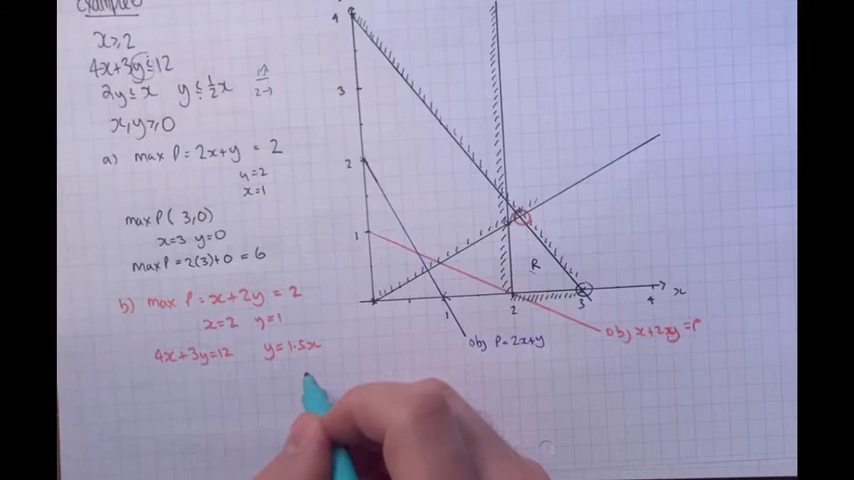 Example
x≥2
4x+3y≤12
2y≤x y≤½x
x,y≥0
a) max P = 2x+y = 2
y=2
x=1
max P (3,0)
x=3 y=0
max P = 2(3)+0 = 6
b) max P = x+2y = 2
x=2 y=1
4x+3y=12 y=1.5x
4
3
2
1
R
1
2
3
4
x
obj P=2x+y
obj x+2y=P